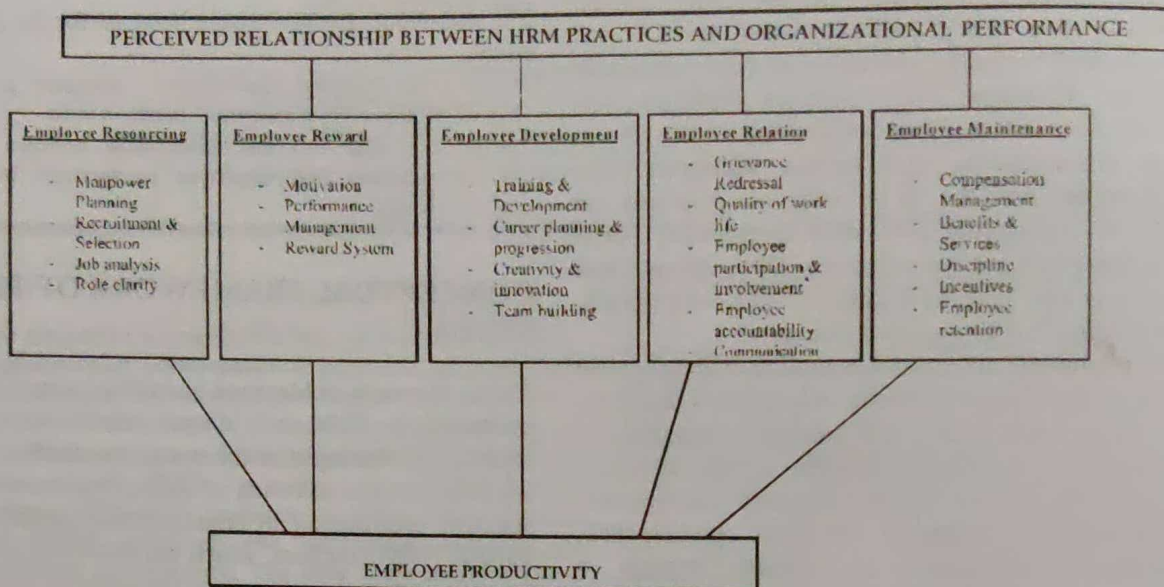 PERCEIVED RELATIONSHIP BETWEEN HRM PRACTICES AND ORGANIZATIONAL PERFORMANCE
Employee Resourcing
Manpower
Planning
Recruitment &
Selection
- Job analysis
- Role clarity
Employee Reward
- Motivation
- Performance
Management
- Reward System
Employee Development
- Training &
Development
- Career planning &
progression
- Creativity &
innovation
- Team building
Employee Relation
- Grievance
Redressal
- Quality of work
life
- Employee
participation &
involvement
- Employee
accountability
Communication
Employee Maintenance
- Compensation
Management
- Benefits &
Services
- Discipline
- Incentives
- Employee
retention
EMPLOYEE PRODUCTIVITY